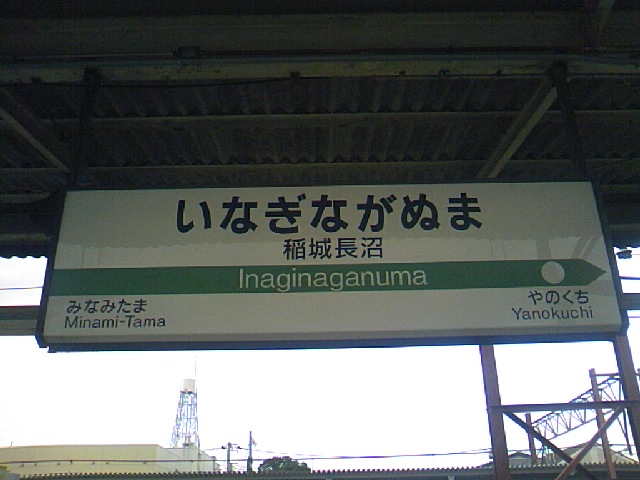 いなぎながぬま
稲城長沼
Inaginaganuma
みなみたま
Minami-Tama
やのくち
Yanokuchi